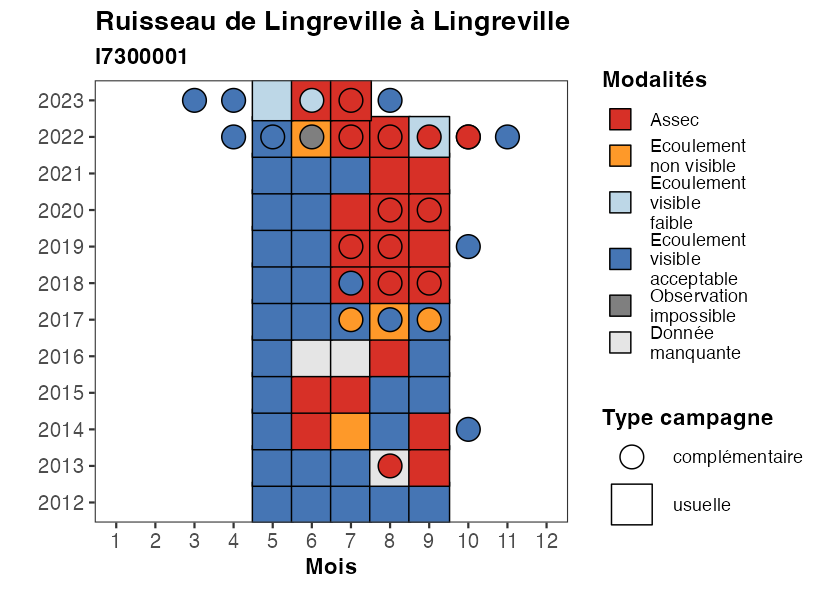 Ruisseau de Lingreville à Lingreville
I7300001
2023
2022
2021
2020
2019
2018
2017
2016
2015
2014
2013
2012
1 2 3 4 5 6 7 8 9 10 11 12
Mois
Modalités
Assec
Ecoulement
non visible
Ecoulement
visible
faible
Ecoulement
visible
acceptable
Observation
impossible
Donnée
manquante
Type campagne
complémentaire
usuelle